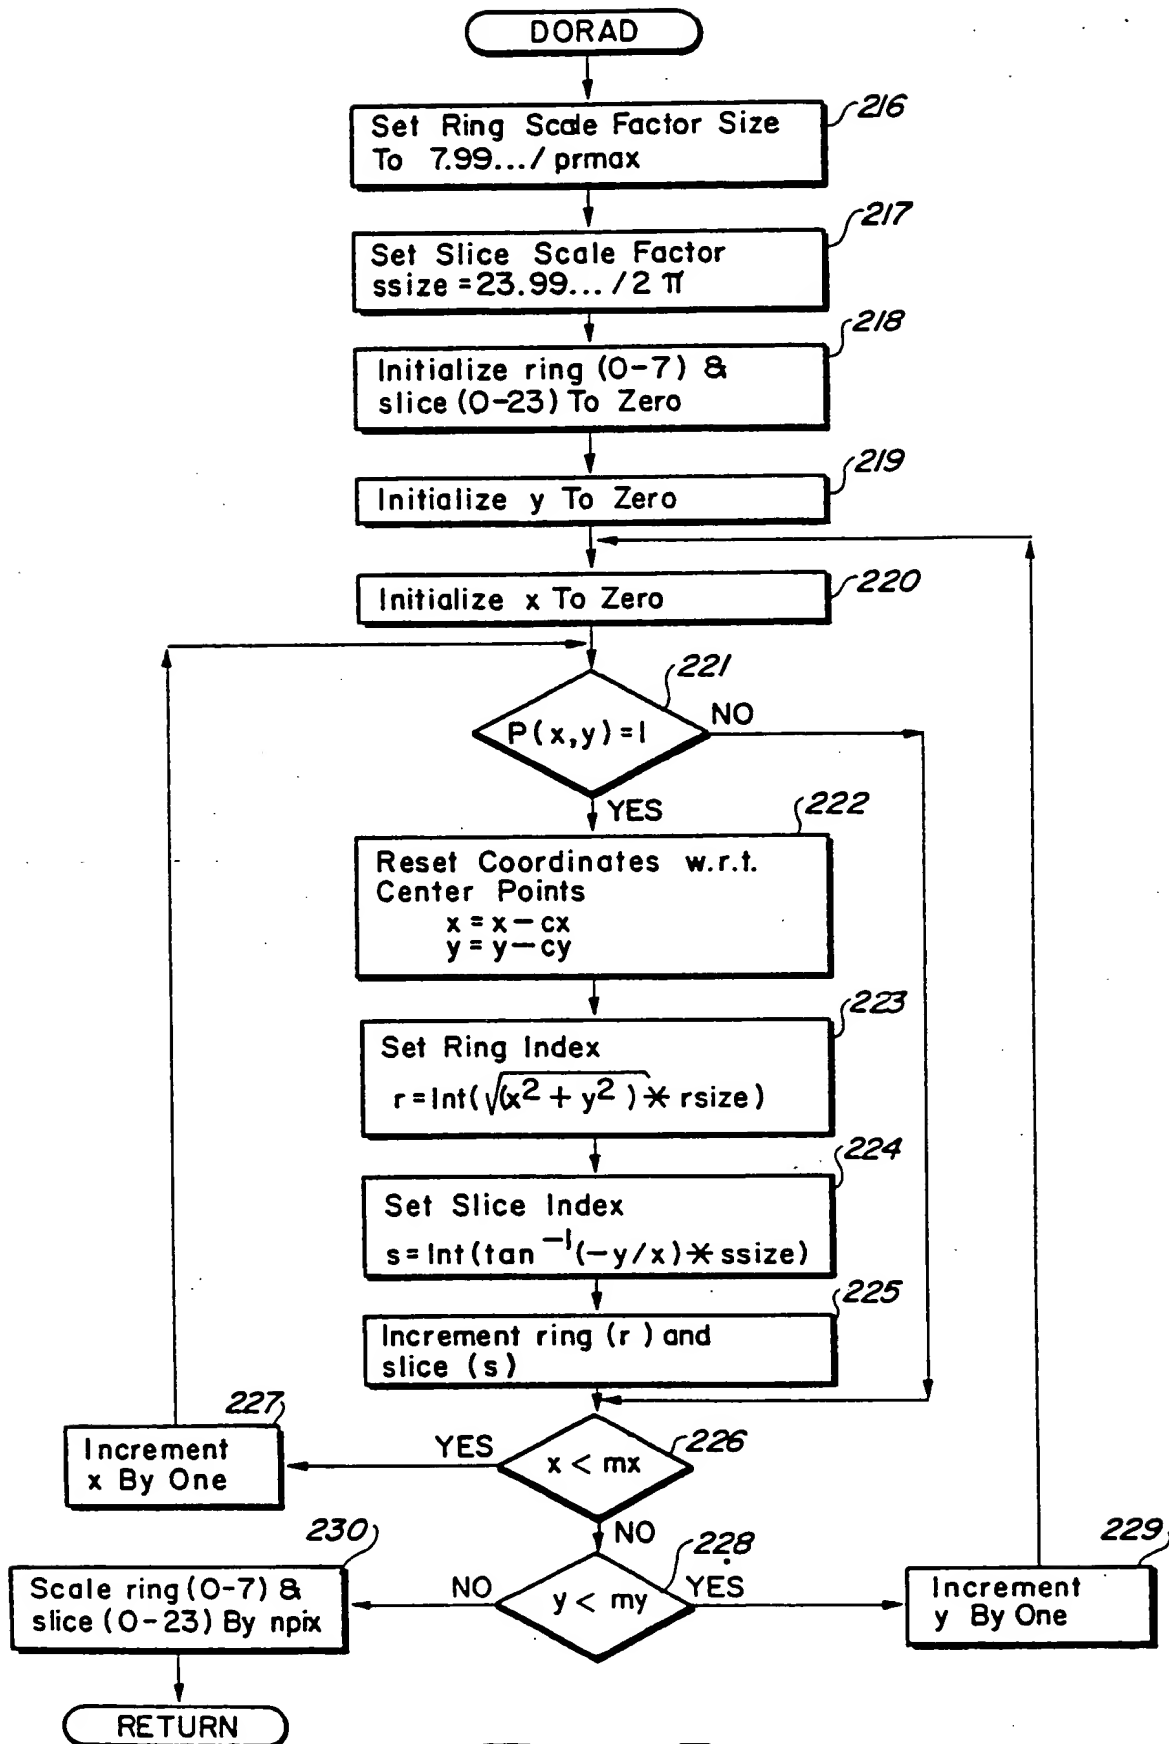 DORAD
216
Set Ring Scale Factor Size
To 7.99.../prmax
217
Set Slice Scale Factor
ssize = 23.99.../2 π
218
Initialize ring (0-7) &
slice (0-23) To Zero
219
Initialize y To Zero
220
Initialize x To Zero
221
P(x,y)=1
NO
YES
222
Reset Coordinates w.r.t.
Center Points
x = x - cx
y = y - cy
223
Set Ring Index
r = Int(√(x² + y²) * rsize)
224
Set Slice Index
s = Int(tan⁻¹(-y/x) * ssize)
225
Increment ring (r) and
slice (s)
226
x < mx
YES
227
Increment
x By One
NO
228
y < my
YES
229
Increment
y By One
NO
230
Scale ring (0-7) &
slice (0-23) By npix
RETURN